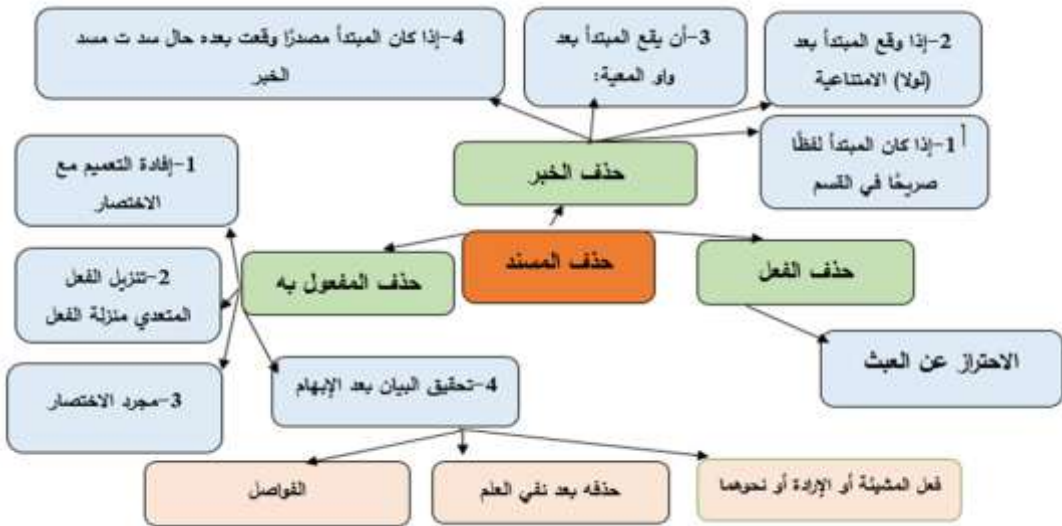 2-إذا وقع المبتدأ بعد
(لولا) الامتناعية
3-أن يقع المبتدأ بعد
واو المعية:
4-إذا كان المبتدأ مصدرًا وقعت بعده حال سد ت مسد
الخبر
أ
1-إذا كان المبتدأ لفظًا
صريحًا في القسم
حذف الخبر
حذف المسند
حذف الفعل
الاحتراز عن العبث
حذف المفعول به
1-إفادة التعميم مع
الاختصار
2-تنزيل الفعل
المتعدي منزلة الفعل
3-مجرد الاختصار
4-تحقيق البيان بعد الإبهام
فعل المشيئة أو الإرادة أو نحوهما
حذفه بعد نفي العلم
الفواصل